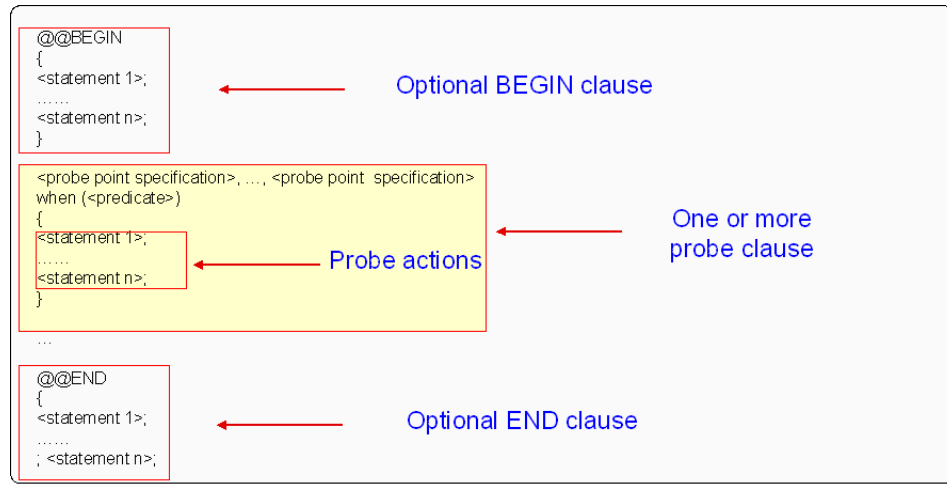 @@BEGIN
{
<statement 1>;
……
<statement n>;
}
Optional BEGIN clause
<probe point specification>, …, <probe point specification>
when (<predicate>)
{
<statement 1>;
……
<statement n>;
}
Probe actions
One or more
probe clause
…
@@END
{
<statement 1>;
……
; <statement n>;
Optional END clause